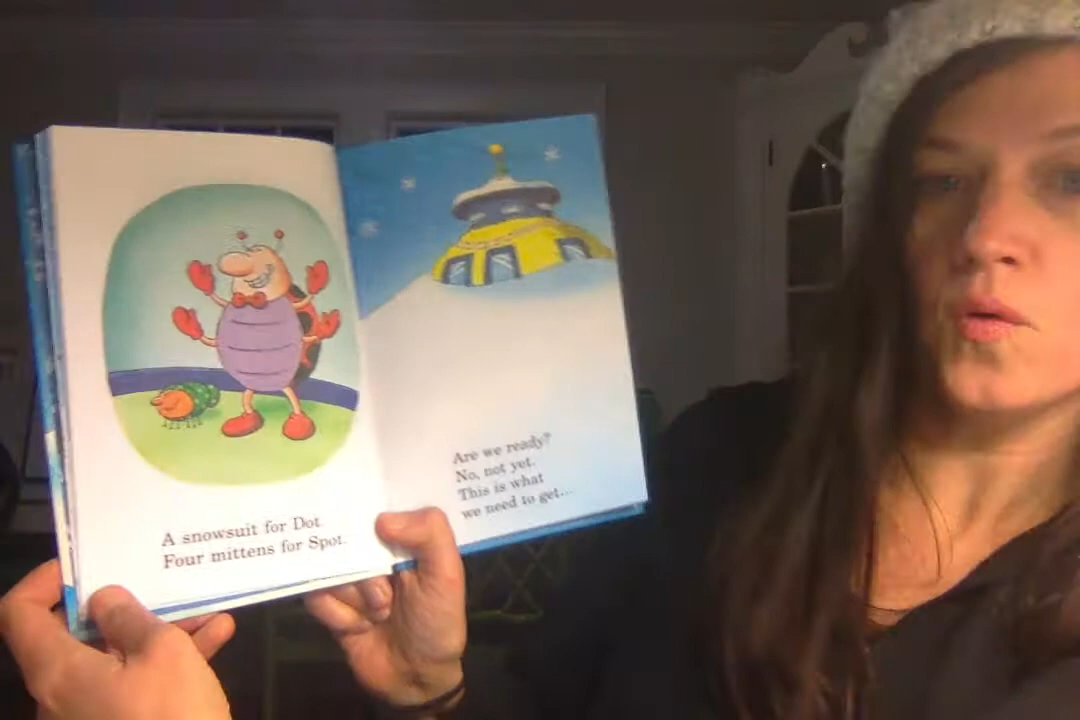 A snowsuit for Dot.
Four mittens for Spot.
Are we ready?
No, not yet.
This is what
we need to get...